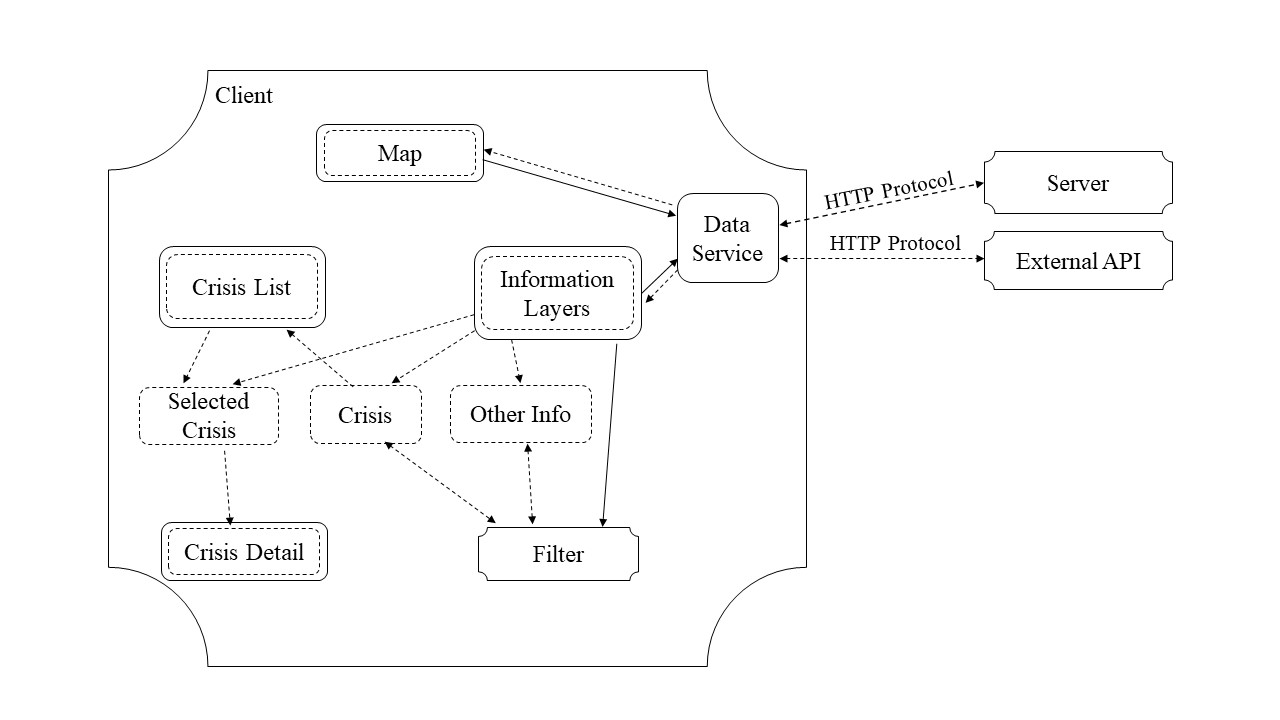 Client
Map
HTTP Protocol
Server
Data
Service
HTTP Protocol
External API
Crisis List
Information
Layers
Selected
Crisis
Crisis
Other Info
Crisis Detail
Filter